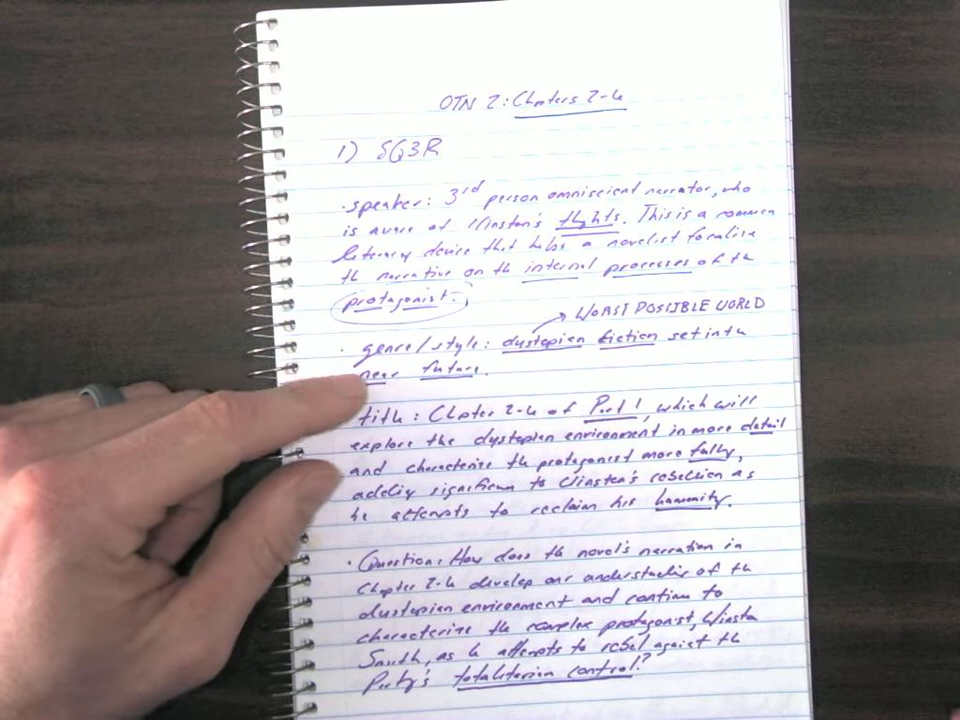 OTN 2: Chapters 2-6
1) SQ3R
· speaker: 3rd person omniscient narrator, who
is aware of Winston's thoughts. This is a common
literary device that helps a novelist focalise
the narrative on the internal processes of the
protagonist.
→ WORST POSSIBLE WORLD
· genre/style: dystopian fiction set in the
near future.
title: Chapter 2-6 of Part 1, which will
explore the dystopian environment in more detail
and characterise the protagonist more fully,
adding significance to Winston's rebellion as
he attempts to reclaim his humanity.
· Question: How does the novel's narration in
Chapter 2-6 develop our understanding of the
dystopian environment and continue to
characterise the complex protagonist, Winston
Smith, as he attempts to rebel against the
Party's totalitarian control?